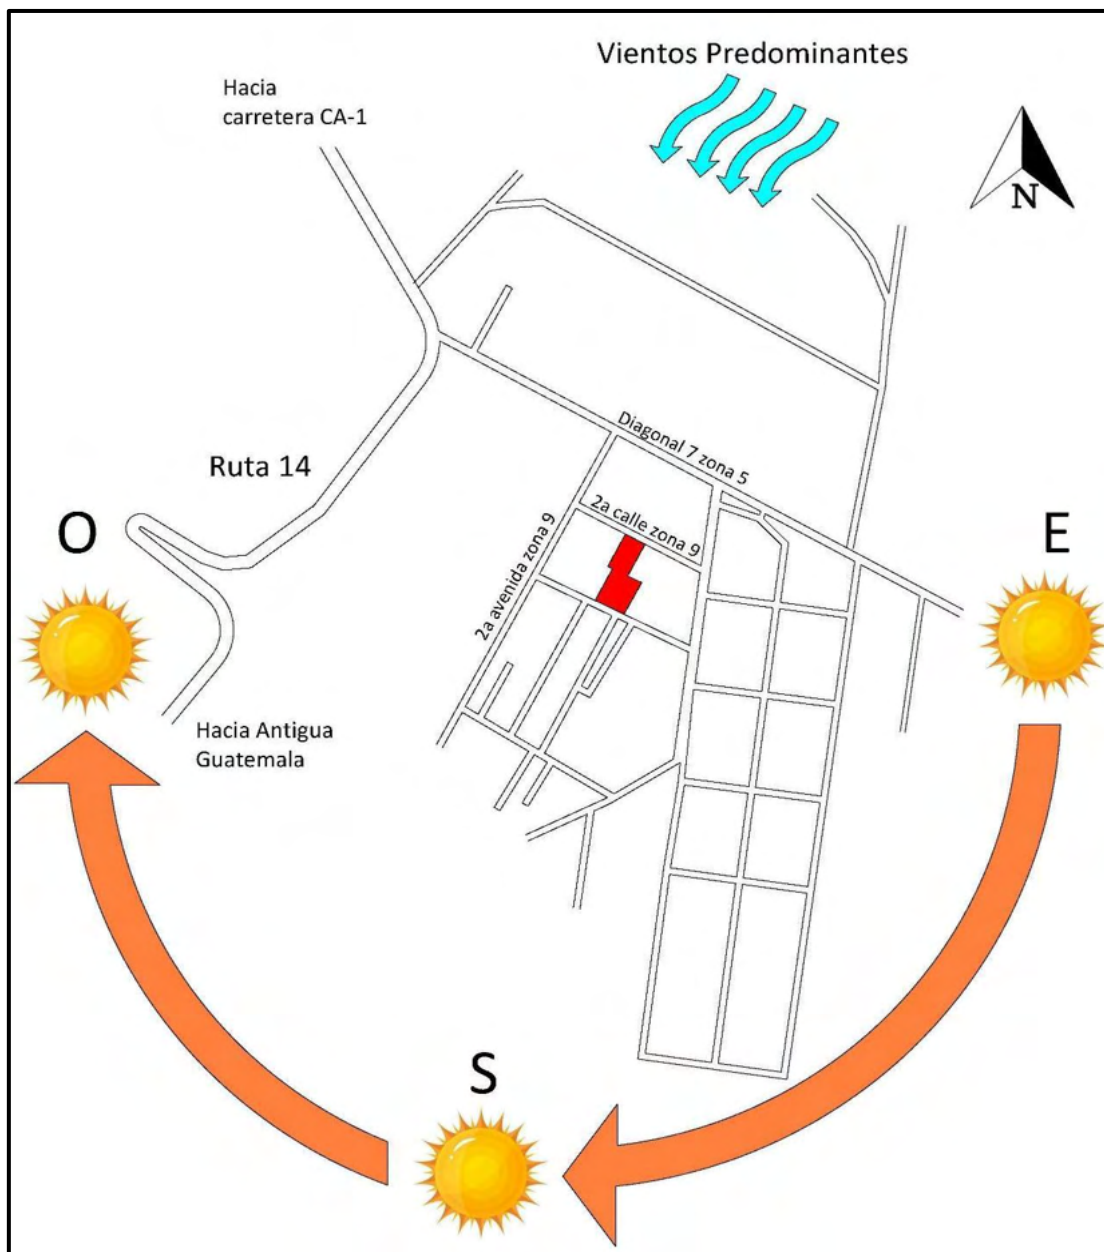 Vientos Predominantes
Hacia
carretera CA-1
N
Diagonal 7 zona 5
Ruta 14
2a calle zona 9
O
E
2a avenida zona 9
Hacia Antigua
Guatemala
S